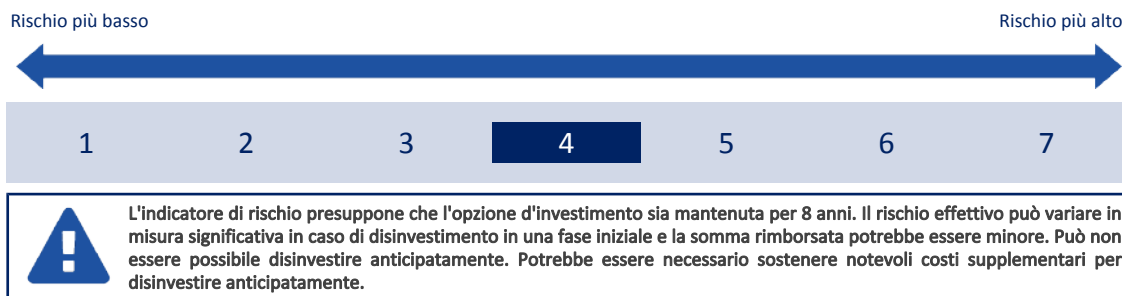 Rischio più basso Rischio più alto
1 2 3 4 5 6 7
L'indicatore di rischio presuppone che l'opzione d'investimento sia mantenuta per 8 anni. Il rischio effettivo può variare in
misura significativa in caso di disinvestimento in una fase iniziale e la somma rimborsata potrebbe essere minore. Può non
essere possibile disinvestire anticipatamente. Potrebbe essere necessario sostenere notevoli costi supplementari per
disinvestire anticipatamente.